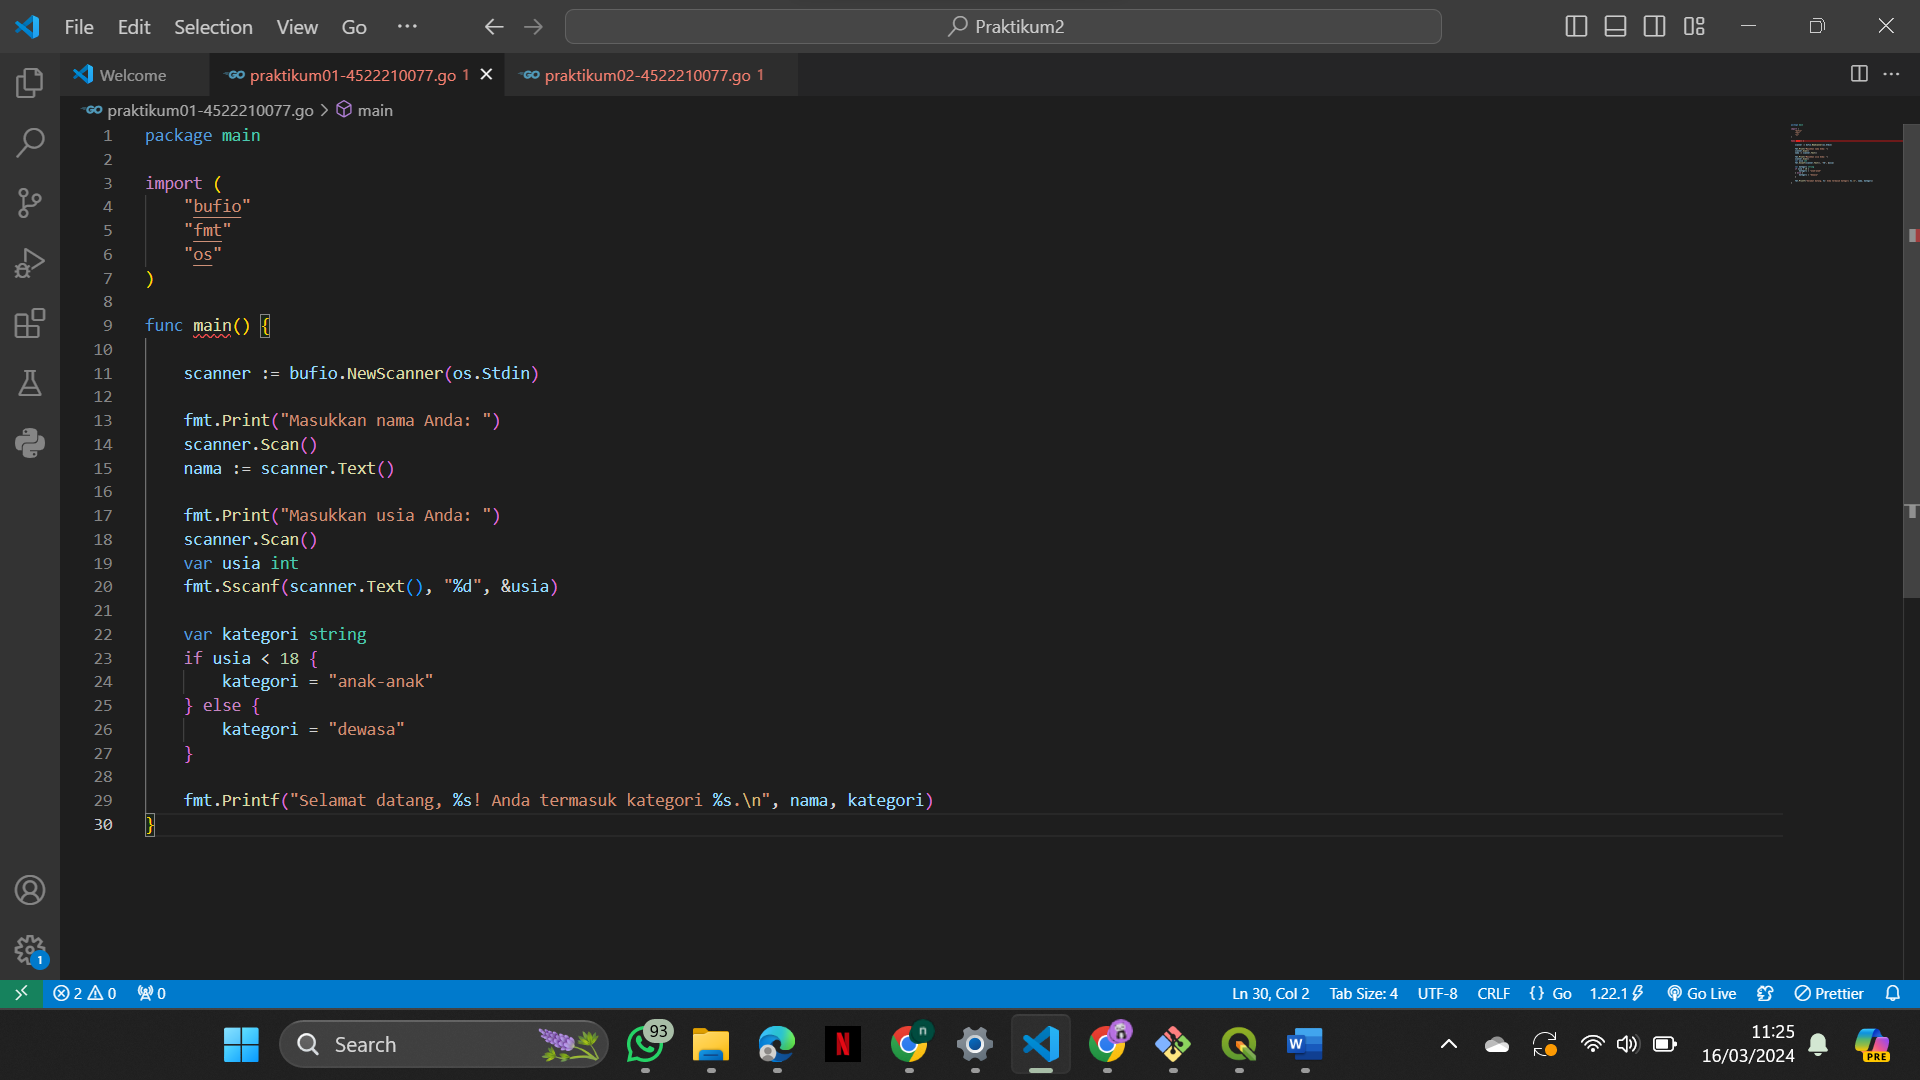 File Edit Selection View Go ··· Praktikum2
Welcome praktikum01-4522210077.go 1 praktikum02-4522210077.go 1
praktikum01-4522210077.go > main
1 package main
2
3 import (
4 "bufio"
5 "fmt"
6 "os"
7 )
8
9 func main() {
10
11 scanner := bufio.NewScanner(os.Stdin)
12
13 fmt.Print("Masukkan nama Anda: ")
14 scanner.Scan()
15 nama := scanner.Text()
16
17 fmt.Print("Masukkan usia Anda: ")
18 scanner.Scan()
19 var usia int
20 fmt.Sscanf(scanner.Text(), "%d", &usia)
21
22 var kategori string
23 if usia < 18 {
24 kategori = "anak-anak"
25 } else {
26 kategori = "dewasa"
27 }
28
29 fmt.Printf("Selamat datang, %s! Anda termasuk kategori %s.\n", nama, kategori)
30 }
1
2 0 0 Ln 30, Col 2 Tab Size: 4 UTF-8 CRLF {} Go 1.22.1 Go Live Prettier
Search 93 N n W 11:25 PRE
16/03/2024